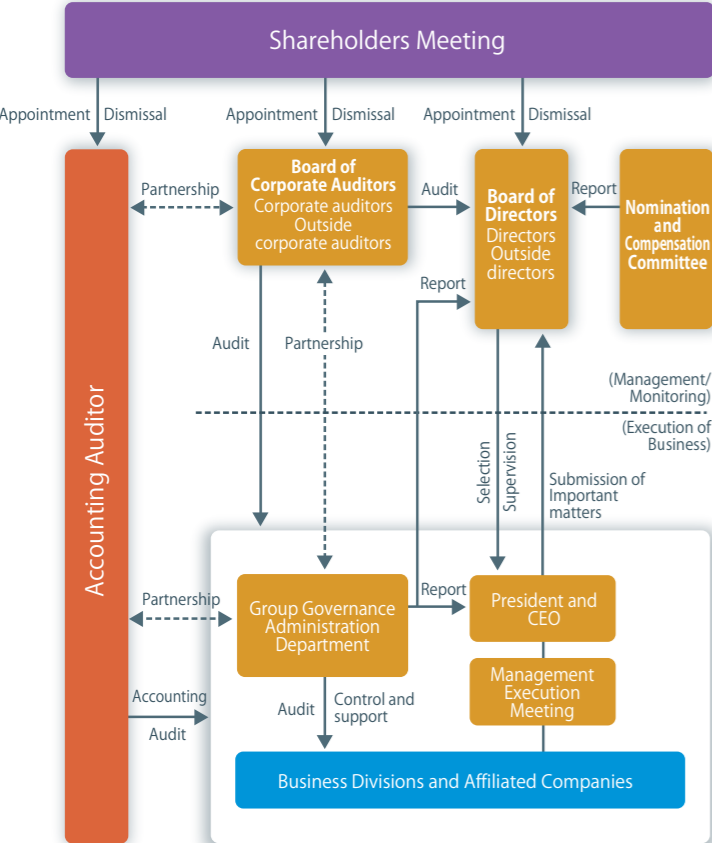 Shareholders Meeting
Appointment Dismissal
Appointment Dismissal
Appointment Dismissal
Accounting Auditor
Partnership
Board of
Corporate Auditors
Corporate auditors
Outside
corporate auditors
Audit
Board of
Directors
Directors
Outside
directors
Report
Nomination
and
Compensation
Committee
Report
Audit
Partnership
(Management/
Monitoring)
(Execution of
Business)
Selection
Supervision
Submission of
Important
matters
Partnership
Group Governance
Administration
Department
Report
President and
CEO
Management
Execution
Meeting
Accounting
Audit
Audit
Control and
support
Business Divisions and Affiliated Companies